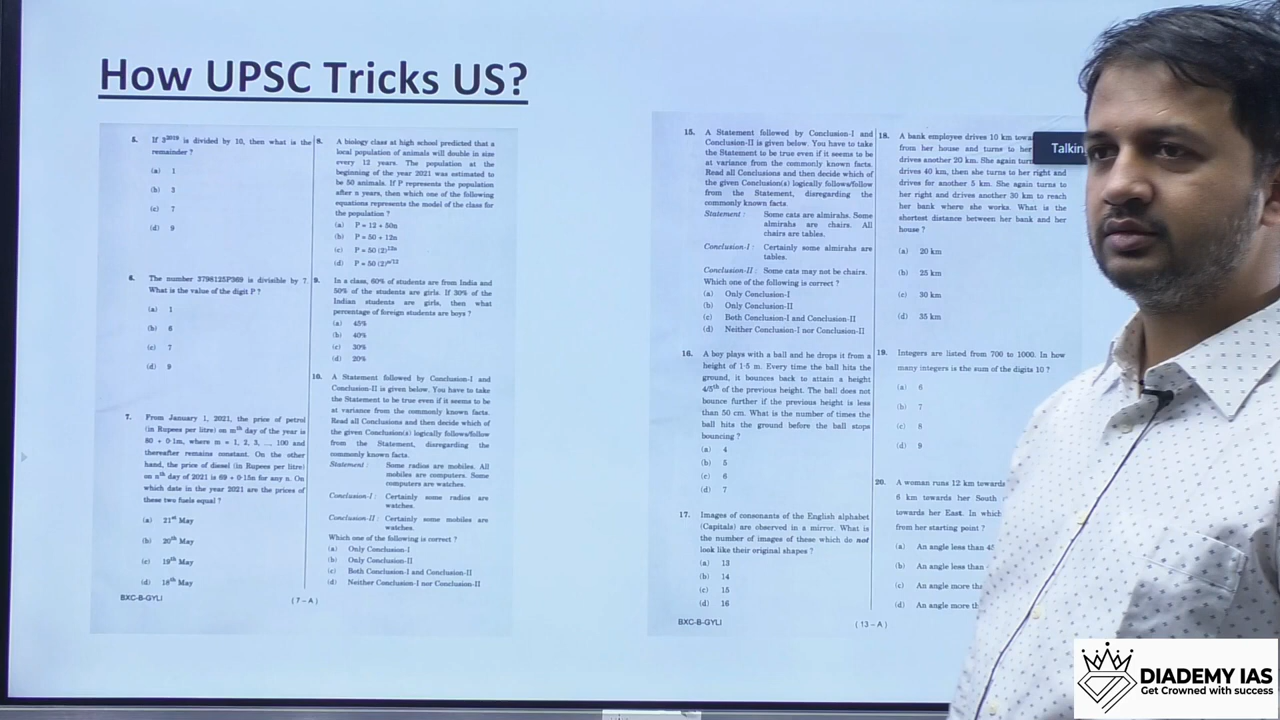 How UPSC Tricks US?
5. If 3^2019 is divided by 10, then what is the
remainder ?
(a) 1
(b) 3
(c) 7
(d) 9
6. The number 3798125P369 is divisible by 7.
What is the value of the digit P ?
(a) 1
(b) 6
(c) 7
(d) 9
7. From January 1, 2021, the price of petrol
(in Rupees per litre) on mth day of the year is
80 + 0·1m, where m = 1, 2, 3, ..., 100 and
thereafter remains constant. On the other
hand, the price of diesel (in Rupees per litre)
on nth day of 2021 is 69 + 0·15n for any n. On
which date in the year 2021 are the prices of
these two fuels equal ?
(a) 21st May
(b) 20th May
(c) 19th May
(d) 18th May
BXC-B-GYLI
8. A biology class at high school predicted that a
local population of animals will double in size
every 12 years. The population at the
beginning of the year 2021 was estimated to
be 50 animals. If P represents the population
after n years, then which one of the following
equations represents the model of the class for
the population ?
(a) P = 12 + 50n
(b) P = 50 + 12n
(c) P = 50 (2)^12n
(d) P = 50 (2)^n/12
9. In a class, 60% of students are from India and
50% of the students are girls. If 30% of the
Indian students are girls, then what
percentage of foreign students are boys ?
(a) 45%
(b) 40%
(c) 30%
(d) 20%
10. A Statement followed by Conclusion-I and
Conclusion-II is given below. You have to take
the Statement to be true even if it seems to be
at variance from the commonly known facts.
Read all Conclusions and then decide which of
the given Conclusion(s) logically follows/follow
from the Statement, disregarding the
commonly known facts.
Statement : Some radios are mobiles. All
mobiles are computers. Some
computers are watches.
Conclusion-I : Certainly some radios are
watches.
Conclusion-II : Certainly some mobiles are
watches.
Which one of the following is correct ?
(a) Only Conclusion-I
(b) Only Conclusion-II
(c) Both Conclusion-I and Conclusion-II
(d) Neither Conclusion-I nor Conclusion-II
( 7 – A )
15. A Statement followed by Conclusion-I and
Conclusion-II is given below. You have to take
the Statement to be true even if it seems to be
at variance from the commonly known facts.
Read all Conclusions and then decide which of
the given Conclusion(s) logically follows/follow
from the Statement, disregarding the
commonly known facts.
Statement : Some cats are almirahs. Some
almirahs are chairs. All
chairs are tables.
Conclusion-I : Certainly some almirahs are
tables.
Conclusion-II : Some cats may not be chairs.
Which one of the following is correct ?
(a) Only Conclusion-I
(b) Only Conclusion-II
(c) Both Conclusion-I and Conclusion-II
(d) Neither Conclusion-I nor Conclusion-II
16. A boy plays with a ball and he drops it from a
height of 1·5 m. Every time the ball hits the
ground, it bounces back to attain a height
4/5th of the previous height. The ball does not
bounce further if the previous height is less
than 50 cm. What is the number of times the
ball hits the ground before the ball stops
bouncing ?
(a) 4
(b) 5
(c) 6
(d) 7
17. Images of consonants of the English alphabet
(Capitals) are observed in a mirror. What is
the number of images of these which do not
look like their original shapes ?
(a) 13
(b) 14
(c) 15
(d) 16
BXC-B-GYLI
18. A bank employee drives 10 km
from her house and turns to her
drives another 20 km. She again
drives 40 km, then she turns to her right and
drives for another 5 km. She again turns to
her right and drives another 30 km to reach
her bank where she works. What is the
shortest distance between her bank and her
house ?
(a) 20 km
(b) 25 km
(c) 30 km
(d) 35 km
19. Integers are listed from 700 to 1000. In how
many integers is the sum of the digits 10 ?
(a) 6
(b) 7
(c) 8
(d) 9
20. A woman runs 12 km towards
6 km towards her South
towards her East. In which
from her starting point ?
(a) An angle less than
(b) An angle less than
(c) An angle more
(d) An angle more
( 13 – A )
DIADEMY IAS
Get Crowned with success